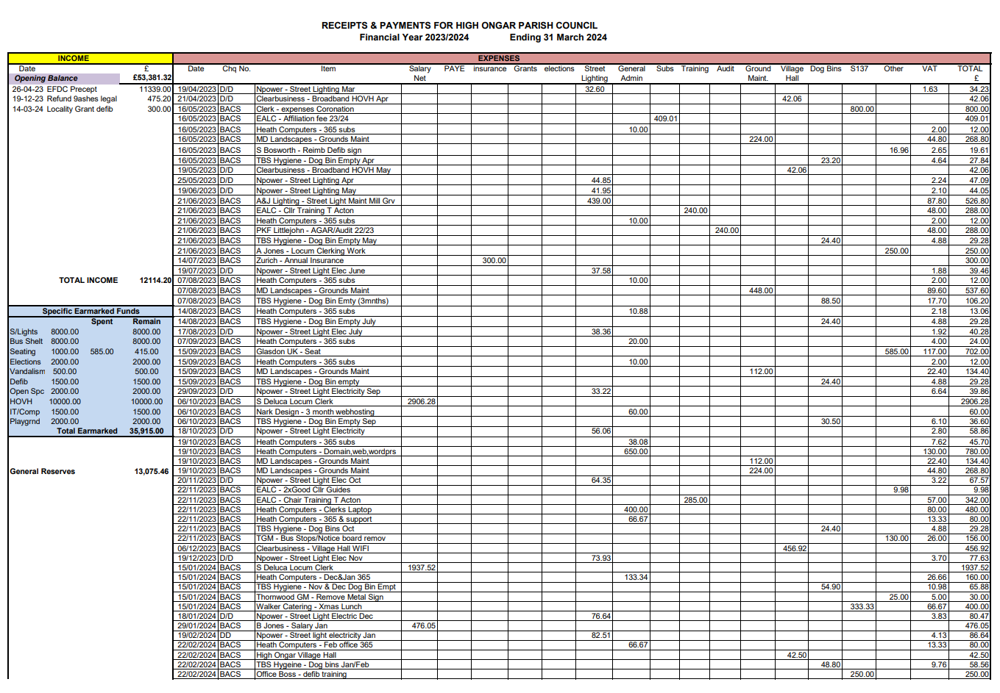 RECEIPTS & PAYMENTS FOR HIGH ONGAR PARISH COUNCIL
Financial Year 2023/2024 Ending 31 March 2024
INCOME EXPENSES
Date £ Date Chq No. Item Salary PAYE insurance Grants elections Street General Subs Training Audit Ground Village Dog Bins S137 Other VAT TOTAL
Opening Balance £53,381.32 Net Lighting Admin Maint. Hall £
26-04-23 EFDC Precept 11339.00 19/04/2023 D/D Npower - Street Lighting Mar 32.60 1.63 34.23
19-12-23 Refund 9ashes legal 475.20 21/04/2023 D/D Clearbusiness - Broadband HOVH Apr 42.06 42.06
14-03-24 Locality Grant defib 300.00 16/05/2023 BACS Clerk - expenses Coronation 800.00 800.00
16/05/2023 BACS EALC - Affiliation fee 23/24 409.01 409.01
16/05/2023 BACS Heath Computers - 365 subs 10.00 2.00 12.00
16/05/2023 BACS MD Landscapes - Grounds Maint 224.00 44.80 268.80
16/05/2023 BACS S Bosworth - Reimb Defib sign 16.96 2.65 19.61
16/05/2023 BACS TBS Hygiene - Dog Bin Empty Apr 23.20 4.64 27.84
19/05/2023 D/D Clearbusiness - Broadband HOVH May 42.06 42.06
25/05/2023 D/D Npower - Street Lighting Apr 44.85 2.24 47.09
19/06/2023 D/D Npower - Street Lighting May 41.95 2.10 44.05
21/06/2023 BACS A&J Lighting - Street Light Maint Mill Grv 439.00 87.80 526.80
21/06/2023 BACS EALC - Cllr Training T Acton 240.00 48.00 288.00
21/06/2023 BACS Heath Computers - 365 subs 10.00 2.00 12.00
21/06/2023 BACS PKF Littlejohn - AGAR/Audit 22/23 240.00 48.00 288.00
21/06/2023 BACS TBS Hygiene - Dog Bin Empty May 24.40 4.88 29.28
21/06/2023 BACS A Jones - Locum Clerking Work 250.00 250.00
14/07/2023 BACS Zurich - Annual Insurance 300.00 300.00
19/07/2023 D/D Npower - Street Lighting Elec June 37.58 1.88 39.46
TOTAL INCOME 12114.20 07/08/2023 BACS Heath Computers - 365 subs 10.00 2.00 12.00
07/08/2023 BACS MD Landscapes - Grounds Maint 448.00 89.60 537.60
07/08/2023 BACS TBS Hygiene - Dog Bin Emty (3mnths) 88.50 17.70 106.20
Specific Earmarked Funds 14/08/2023 BACS Heath Computers - 365 subs 10.88 2.18 13.06
Spent Remain 14/08/2023 BACS TBS Hygiene - Dog Bin Empty July 24.40 4.88 29.28
S/Lights 8000.00 8000.00 17/08/2023 D/D Npower - Street Light Elec July 38.36 1.92 40.28
Bus Shelt 8000.00 8000.00 07/09/2023 BACS Heath Computers - 365 subs 20.00 4.00 24.00
Seating 1000.00 585.00 415.00 15/09/2023 BACS Glasdon UK - Seat 585.00 117.00 702.00
Elections 2000.00 2000.00 15/09/2023 BACS Heath Computers - 365 subs 10.00 2.00 12.00
Vandalism 500.00 500.00 15/09/2023 BACS MD Landscapes - Grounds Maint 112.00 22.40 134.40
Defib 1500.00 1500.00 15/09/2023 BACS TBS Hygiene - Dog Bin empty 24.40 4.88 29.28
Open Spc 2000.00 2000.00 29/09/2023 D/D Npower - Street Light Electricity Sep 33.22 6.64 39.86
HOVH 10000.00 10000.00 06/10/2023 BACS S Deluca Locum Clerk 2906.28 2906.28
IT/Comp 1500.00 1500.00 06/10/2023 BACS Nark Design - 3 month webhosting 60.00 60.00
Playgrnd 2000.00 2000.00 06/10/2023 BACS TBS Hygiene - Dog Bin Empty Sep 30.50 6.10 36.60
Total Earmarked 35,915.00 18/10/2023 D/D Npower - Street Light Electricity 56.06 2.80 58.86
19/10/2023 BACS Heath Computers - 365 subs 38.08 7.62 45.70
19/10/2023 BACS Heath Computers - Domain,web,wordprs 650.00 130.00 780.00
19/10/2023 BACS MD Landscapes - Grounds Maint 112.00 22.40 134.40
General Reserves 13,075.46 19/10/2023 BACS MD Landscapes - Grounds Maint 224.00 44.80 268.80
20/11/2023 D/D Npower - Street Light Elec Oct 64.35 3.22 67.57
22/11/2023 BACS EALC - 2xGood Cllr Guides 9.98 9.98
22/11/2023 BACS EALC - Chair Training T Acton 285.00 57.00 342.00
22/11/2023 BACS Heath Computers - Clerks Laptop 400.00 80.00 480.00
22/11/2023 BACS Heath Computers - 365 & support 66.67 13.33 80.00
22/11/2023 BACS TBS Hygiene - Dog Bins Oct 24.40 4.88 29.28
22/11/2023 BACS TGM - Bus Stops/Notice board remov 130.00 26.00 156.00
06/12/2023 BACS Clearbusiness - Village Hall WIFI 456.92 456.92
19/12/2023 D/D Npower - Street Light Elec Nov 73.93 3.70 77.63
15/01/2024 BACS S Deluca Locum Clerk 1937.52 1937.52
15/01/2024 BACS Heath Computers - Dec&Jan 365 133.34 26.66 160.00
15/01/2024 BACS TBS Hygiene - Nov & Dec Dog Bin Empt 54.90 10.98 65.88
15/01/2024 BACS Thornwood GM - Remove Metal Sign 25.00 5.00 30.00
15/01/2024 BACS Walker Catering - Xmas Lunch 333.33 66.67 400.00
18/01/2024 D/D Npower - Street Light Electric Dec 76.64 3.83 80.47
29/01/2024 BACS B Jones - Salary Jan 476.05 476.05
19/02/2024 DD Npower - Street light electricity Jan 82.51 4.13 86.64
22/02/2024 BACS Heath Computers - Feb office 365 66.67 13.33 80.00
22/02/2024 BACS High Ongar Village Hall 42.50 42.50
22/02/2024 BACS TBS Hygeine - Dog bins Jan/Feb 48.80 9.76 58.56
22/02/2024 BACS Office Boss - defib training 250.00 250.00